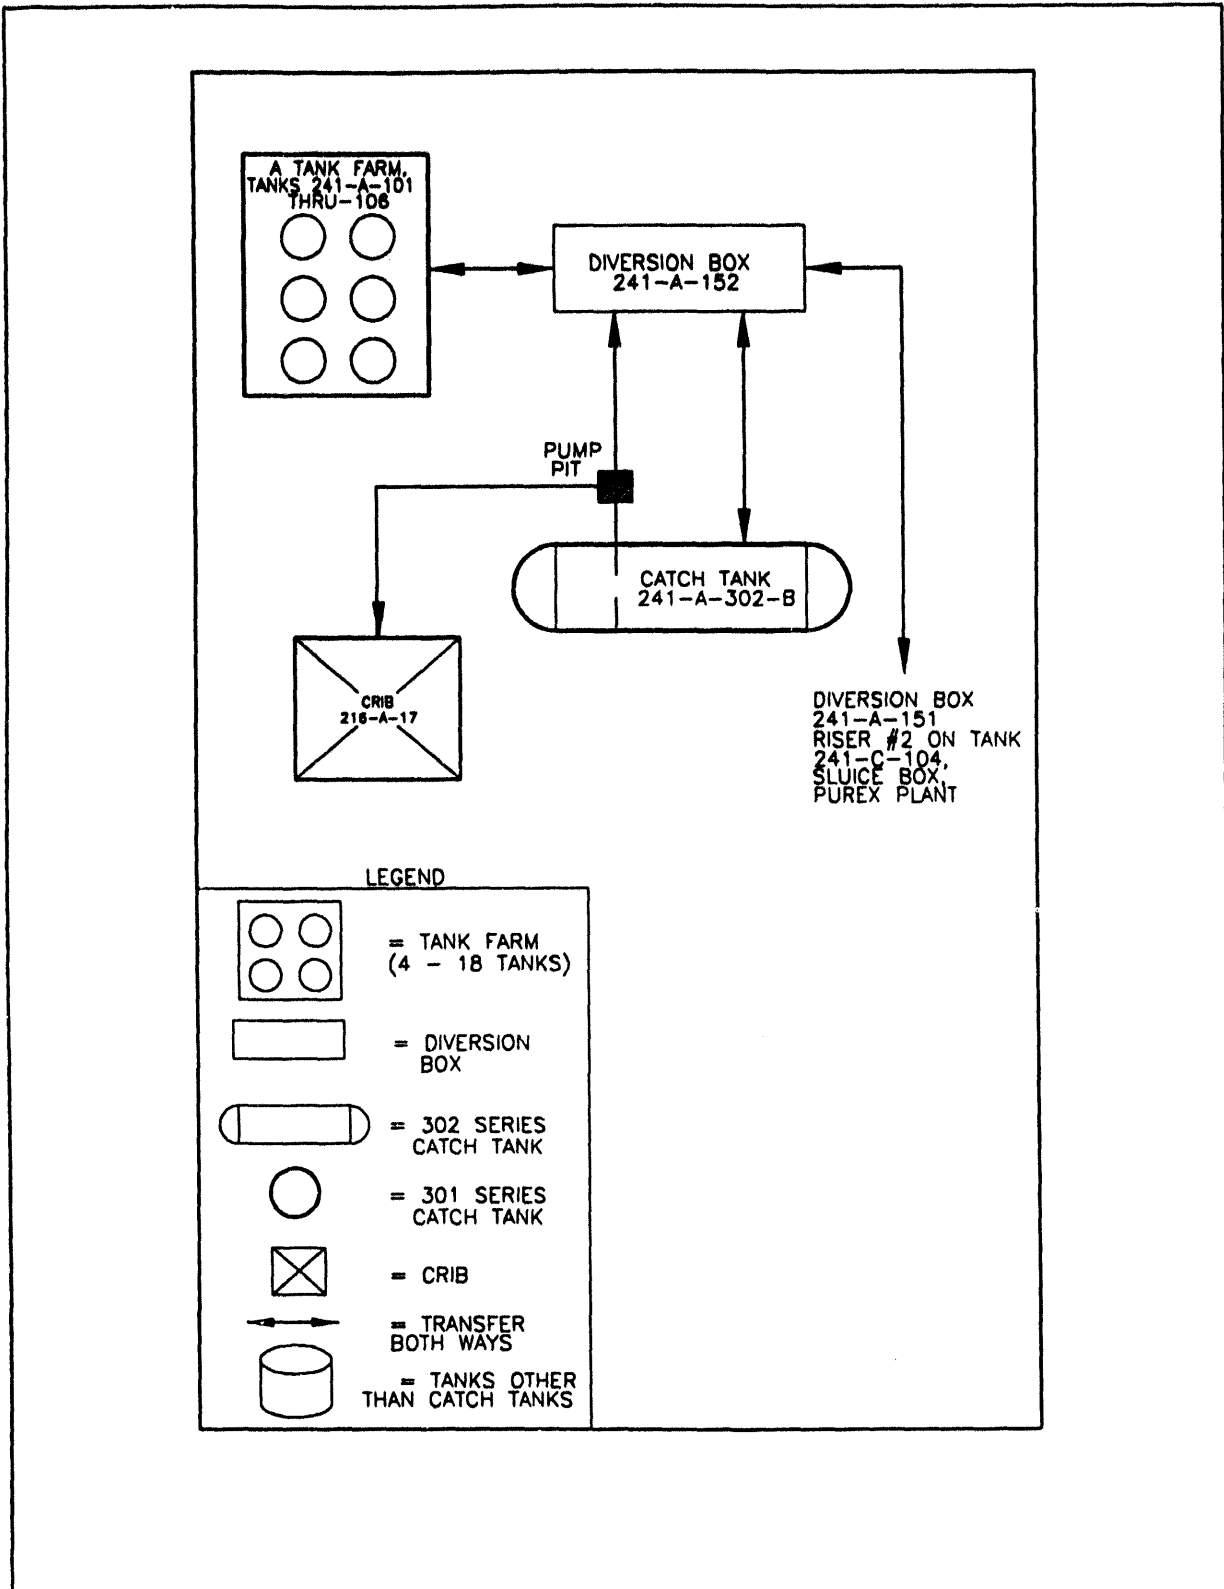 A TANK FARM,
TANKS 241-A-101
THRU-106
DIVERSION BOX
241-A-152
PUMP
PIT
CATCH TANK
241-A-302-B
CRIB
216-A-17
DIVERSION BOX
241-A-151
RISER #2 ON TANK
241-C-104,
SLUICE BOX,
PUREX PLANT
LEGEND
= TANK FARM
(4 - 18 TANKS)
= DIVERSION
BOX
= 302 SERIES
CATCH TANK
= 301 SERIES
CATCH TANK
= CRIB
= TRANSFER
BOTH WAYS
= TANKS OTHER
THAN CATCH TANKS